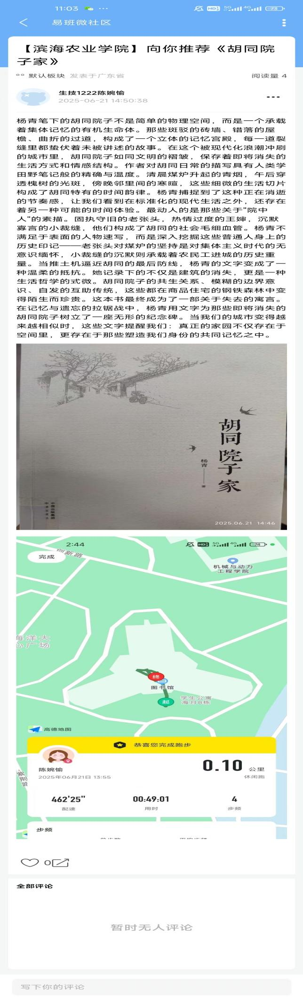 11:03 ... HD 5G 4G 73
易班微社区
【滨海农业学院】向你推荐《胡同院
子家》
默认板块 发表于广东省 阅读量 4
生技1222陈婉愉
2025-06-21 14:50:38
杨青笔下的胡同院子不是简单的物理空间，而是一个承载
着集体记忆的有机生命体。那些斑驳的砖墙、错落的屋
檐、曲折的过道，构成了一个立体的记忆宫殿，每一道裂
缝里都蛰伏着未被讲述的故事。在这个被现代化浪潮冲刷
的城市里，胡同院子如同文明的褶皱，保存着即将消失的
生活方式和情感结构。作者对胡同日常的描写具有人类学
田野笔记般的精确与温度。清晨煤炉升起的青烟，午后穿
透槐树的光斑，傍晚邻里间的寒暄，这些细微的生活切片
构成了胡同特有的时间韵律。杨青捕捉到了这种正在消逝
的节奏感，让我们看到在标准化的现代生活之外，还存在
着另一种可能的时间体验。最动人的是那些关于"院中
人"的素描。固执守旧的老张头，热情过度的王婶，沉默
寡言的小裁缝，他们构成了胡同的社会毛细血管。杨青不
满足于表面的人物速写，而是深入挖掘这些普通人身上的
历史印记——老张头对煤炉的坚持是对集体主义时代的无
意识缅怀，小裁缝的沉默则承载着农民工进城的历史重
量。当推土机逼近胡同的最后防线，杨青的文字变成了一
种温柔的抵抗。她记录下的不仅是建筑的消失，更是一种
生活哲学的式微。胡同院子的共生关系、模糊的边界意
识、自发的互助传统，这些都在商品住宅的钢铁森林中变
得陌生而珍贵。这本书最终成为了一部关于失去的寓言。
在记忆与遗忘的拉锯战中，杨青用文字为那些即将消失的
胡同院子树立了一座无形的纪念碑。当我们的城市变得越
来越相似时，这些文字提醒我们：真正的家园不仅存在于
空间里，更存在于那些塑造我们身份的共同记忆之中。
胡同院子家
杨青 著
中国出版集团
2025.06.21 14:46
2:44 HD 5G 4G 74
完成
创新路
机械与动力
工程学院
海洋大
心广场
终
图书馆
起
学生公寓
海月B栋
高德地图
紫荆路
恭喜您完成跑步
陈婉愉
2025年06月21日 13:55
0.10 公里
休闲跑
462'25" 00:49:01 4
配速 用时 步频
步频
0
全部评论
暂时无人评论
写下你的评论